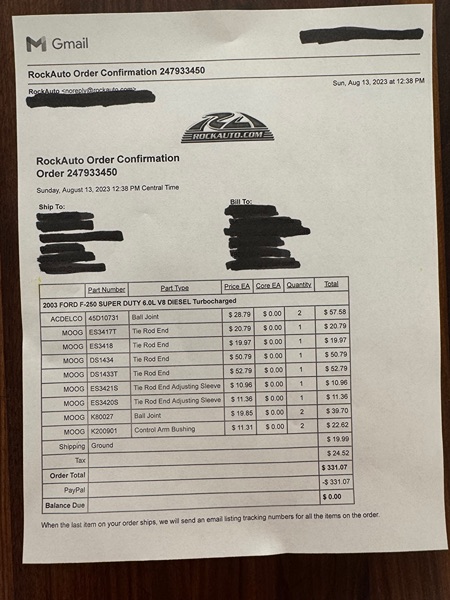 Gmail
RockAuto Order Confirmation 247933450
RockAuto <noreply@rockauto.com>
Sun, Aug 13, 2023 at 12:38 PM
RA
ROCKAUTO.COM
RockAuto Order Confirmation
Order 247933450
Sunday, August 13, 2023 12:38 PM Central Time
Ship To: Bill To:
Part Number Part Type Price EA Core EA Quantity Total
2003 FORD F-250 SUPER DUTY 6.0L V8 DIESEL Turbocharged
ACDELCO 45D10731 Ball Joint $ 28.79 $ 0.00 2 $ 57.58
MOOG ES3417T Tie Rod End $ 20.79 $ 0.00 1 $ 20.79
MOOG ES3418 Tie Rod End $ 19.97 $ 0.00 1 $ 19.97
MOOG DS1434 Tie Rod End $ 50.79 $ 0.00 1 $ 50.79
MOOG DS1433T Tie Rod End $ 52.79 $ 0.00 1 $ 52.79
MOOG ES3421S Tie Rod End Adjusting Sleeve $ 10.96 $ 0.00 1 $ 10.96
MOOG ES3420S Tie Rod End Adjusting Sleeve $ 11.36 $ 0.00 1 $ 11.36
MOOG K80027 Ball Joint $ 19.85 $ 0.00 2 $ 39.70
MOOG K200901 Control Arm Bushing $ 11.31 $ 0.00 2 $ 22.62
Shipping Ground $ 19.99
Tax $ 24.52
Order Total $ 331.07
PayPal -$ 331.07
Balance Due $ 0.00
When the last item on your order ships, we will send an email listing tracking numbers for all the items on the order.